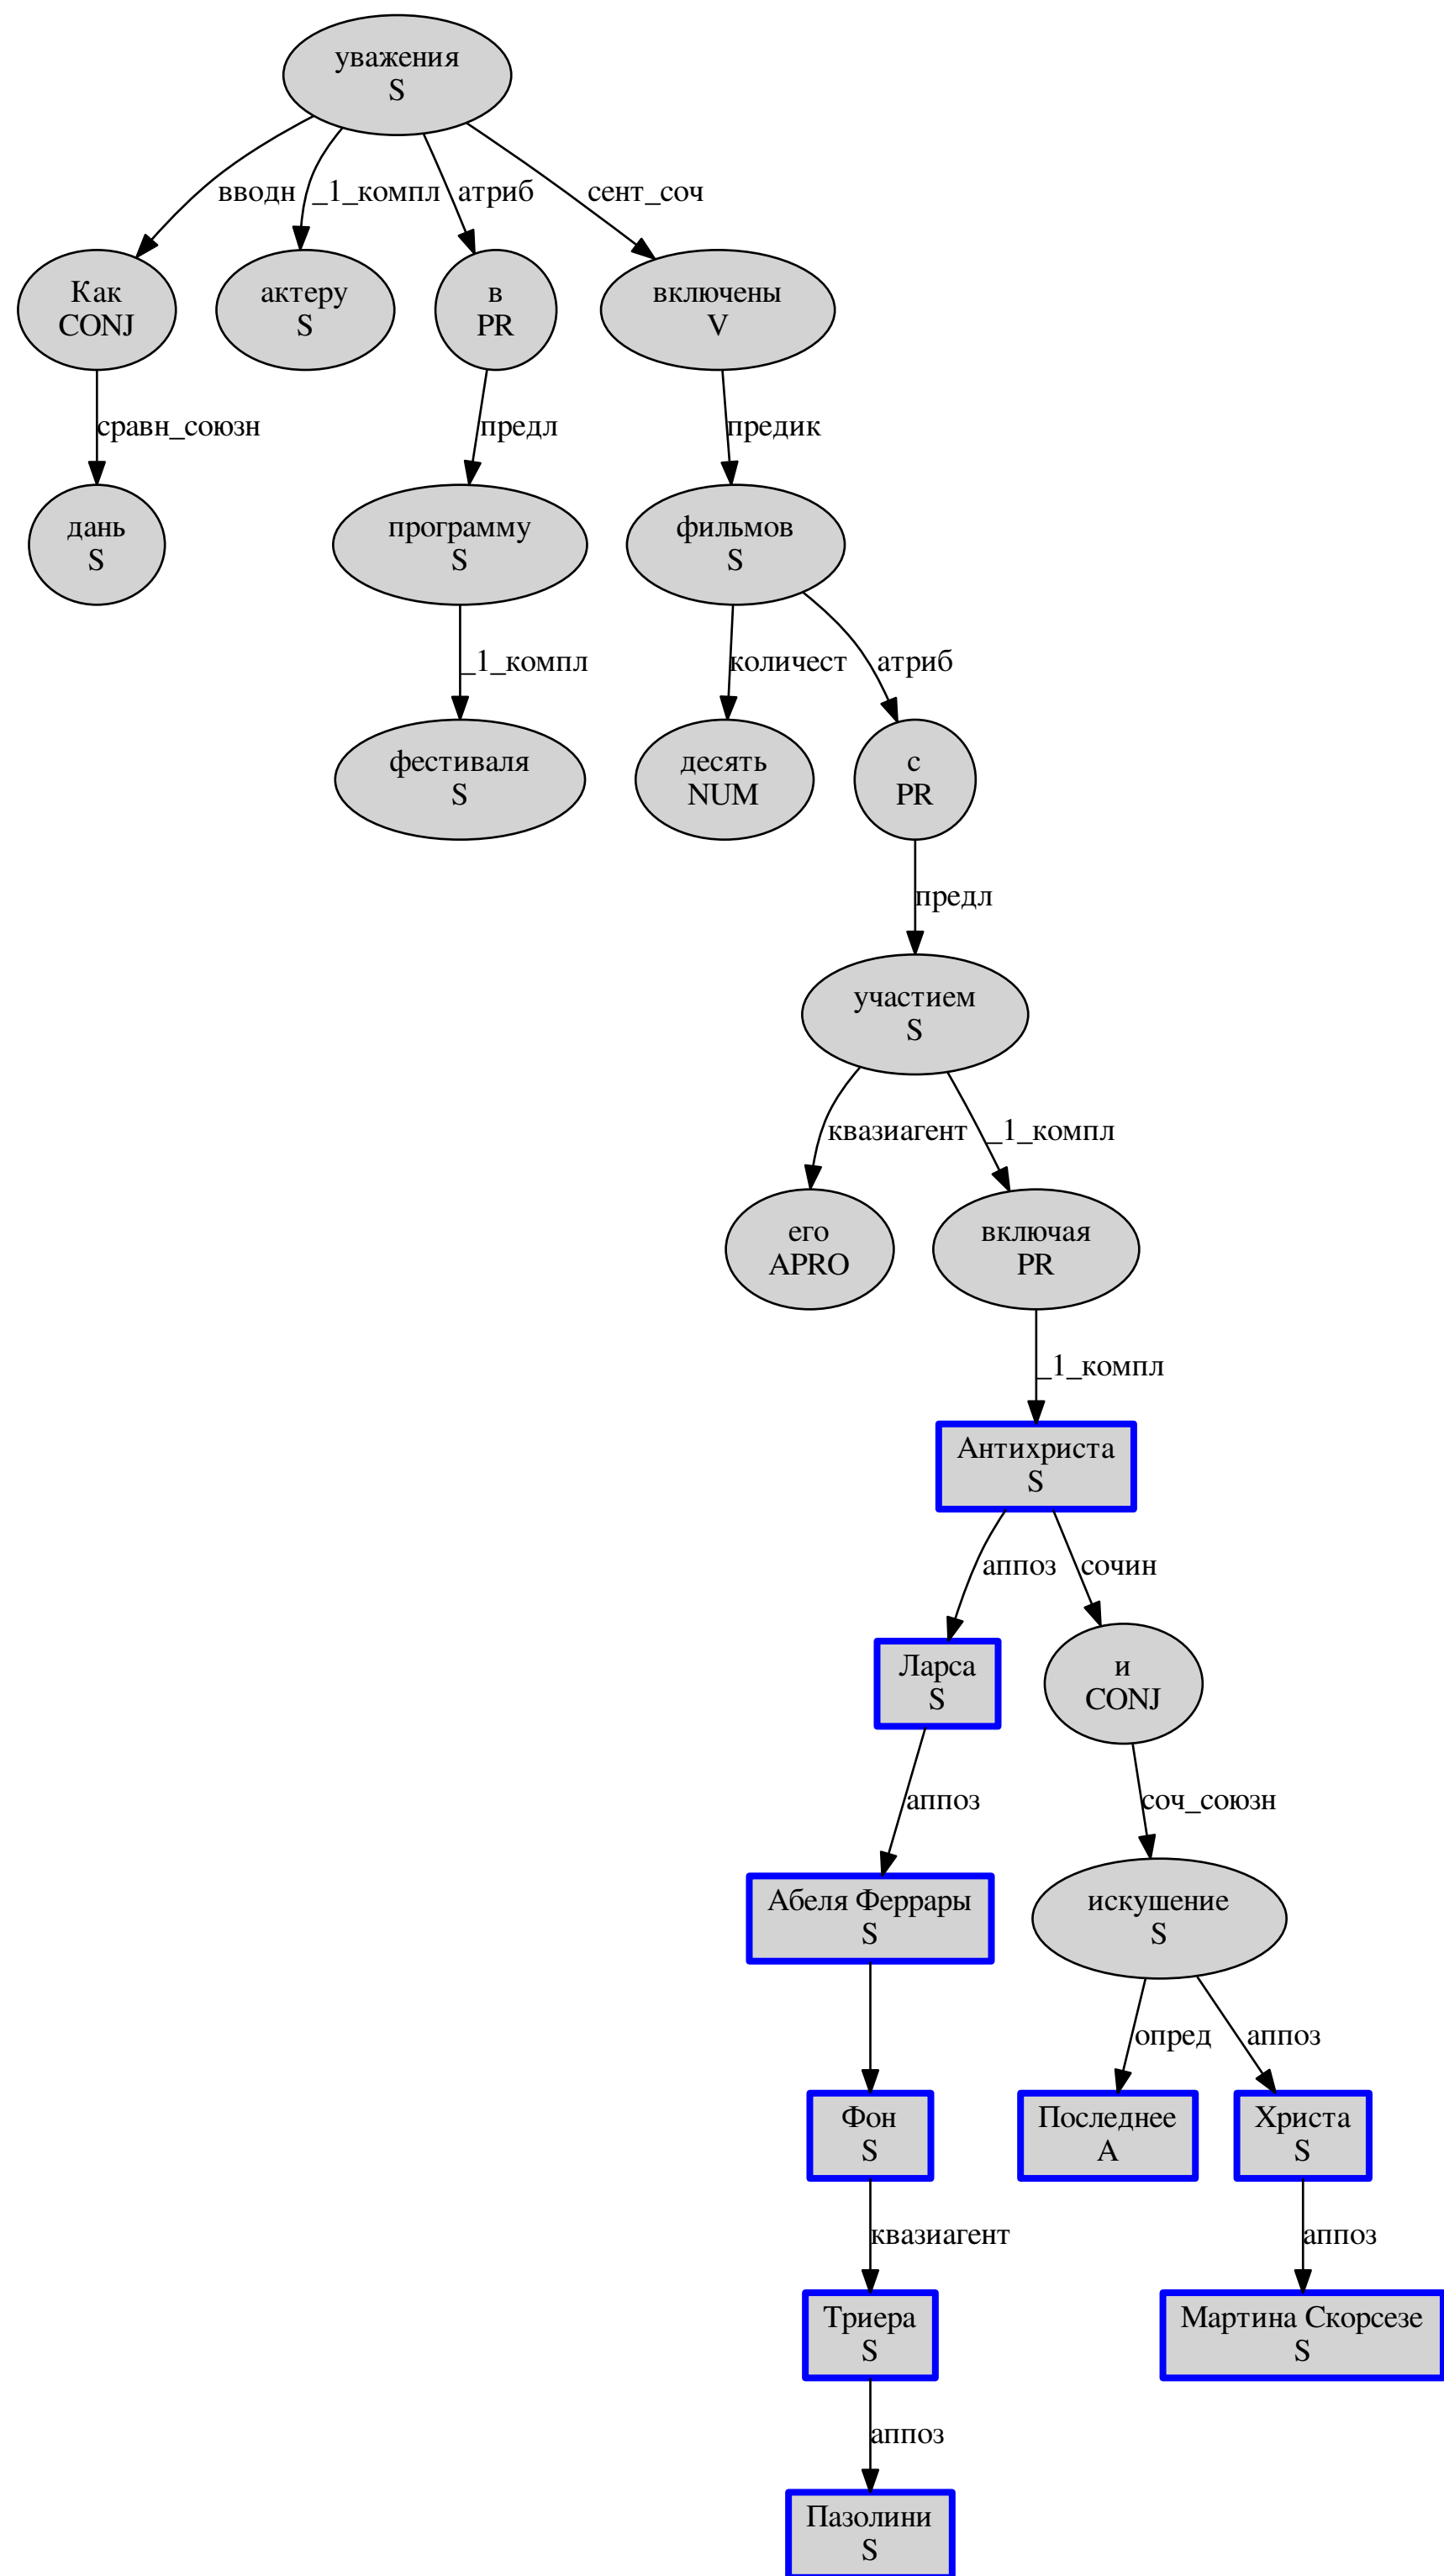 уважения
S
вводн _1_компл атриб сент_соч
Как
CONJ
актеру
S
в
PR
включены
V
сравн_союзн предл предик
дань
S
программу
S
фильмов
S
_1_компл количест атриб
фестиваля
S
десять
NUM
с
PR
предл
участием
S
квазиагент _1_компл
его
APRO
включая
PR
_1_компл
Антихриста
S
аппоз сочин
Ларса
S
и
CONJ
аппоз соч_союзн
Абеля Феррары
S
искушение
S
опред аппоз
Фон
S
Последнее
A
Христа
S
квазиагент аппоз
Триера
S
Мартина Скорсезе
S
аппоз
Пазолини
S